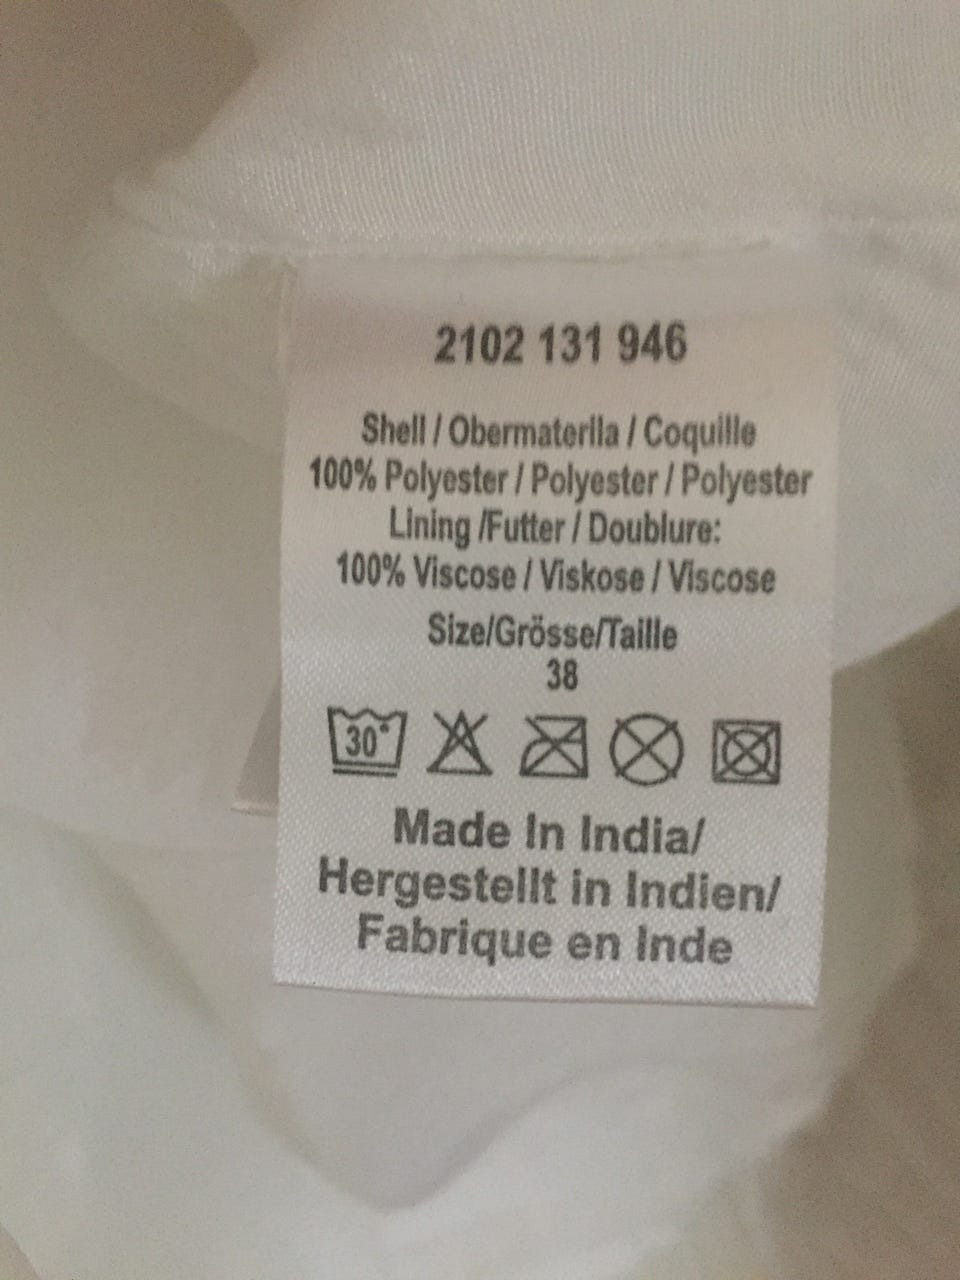 2102 131 946
Shell / Obermaterila / Coquille
100% Polyester / Polyester / Polyester
Lining /Futter / Doublure:
100% Viscose / Viskose / Viscose
Size/Grösse/Taille
38
30°
Made In India/
Hergestellt in Indien/
Fabrique en Inde